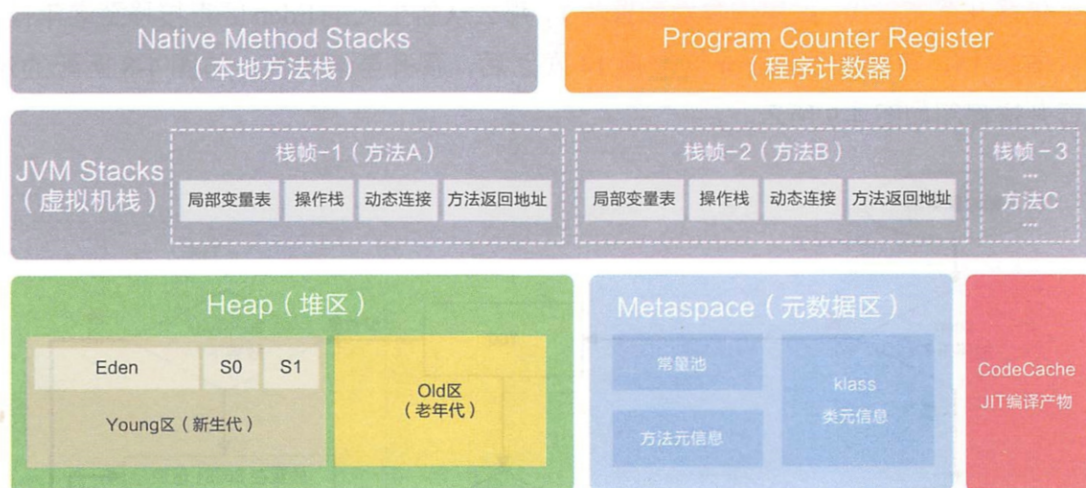 Native Method Stacks
（本地方法栈）
Program Counter Register
（程序计数器）
JVM Stacks
（虚拟机栈）
栈帧-1（方法A）
局部变量表
操作栈
动态连接
方法返回地址
栈帧-2（方法B）
局部变量表
操作栈
动态连接
方法返回地址
栈帧-3
...
方法C
...
Heap（堆区）
Eden
S0
S1
Young区（新生代）
Old区
（老年代）
Metaspace（元数据区）
常量池
方法元信息
klass
类元信息
CodeCache
JIT编译产物